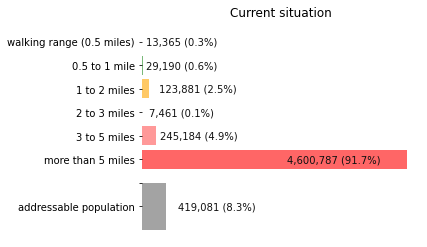 Current situation
walking range (0.5 miles) 13,365 (0.3%)
0.5 to 1 mile 29,190 (0.6%)
1 to 2 miles 123,881 (2.5%)
2 to 3 miles 7,461 (0.1%)
3 to 5 miles 245,184 (4.9%)
more than 5 miles 4,600,787 (91.7%)
addressable population 419,081 (8.3%)